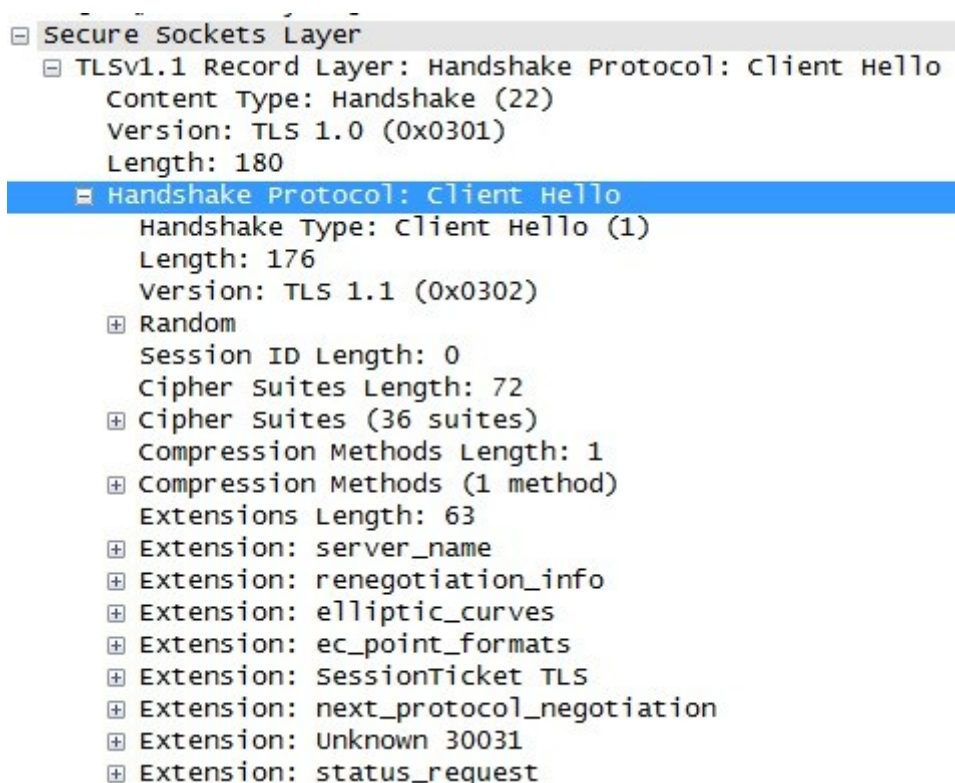 Secure Sockets Layer
TLSv1.1 Record Layer: Handshake Protocol: Client Hello
Content Type: Handshake (22)
Version: TLS 1.0 (0x0301)
Length: 180
Handshake Protocol: Client Hello
Handshake Type: Client Hello (1)
Length: 176
Version: TLS 1.1 (0x0302)
Random
Session ID Length: 0
Cipher Suites Length: 72
Cipher Suites (36 suites)
Compression Methods Length: 1
Compression Methods (1 method)
Extensions Length: 63
Extension: server_name
Extension: renegotiation_info
Extension: elliptic_curves
Extension: ec_point_formats
Extension: SessionTicket TLS
Extension: next_protocol_negotiation
Extension: Unknown 30031
Extension: status_request